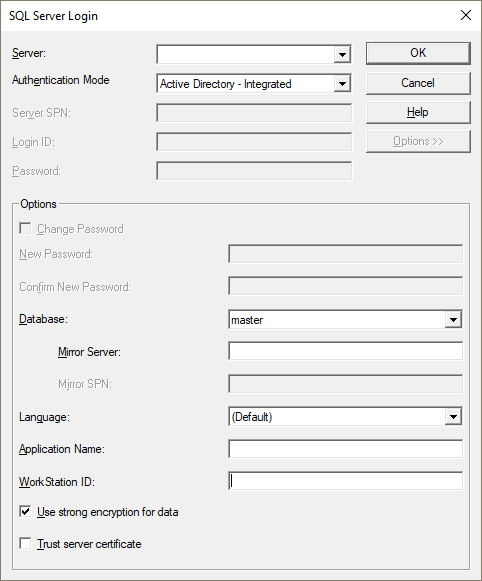 SQL Server Login
Server:
OK
Authentication Mode
Active Directory - Integrated
Cancel
Server SPN:
Help
Login ID:
Options >>
Password:
Options
Change Password
New Password:
Confirm New Password:
Database:
master
Mirror Server:
Mirror SPN:
Language:
(Default)
Application Name:
WorkStation ID:
Use strong encryption for data
Trust server certificate